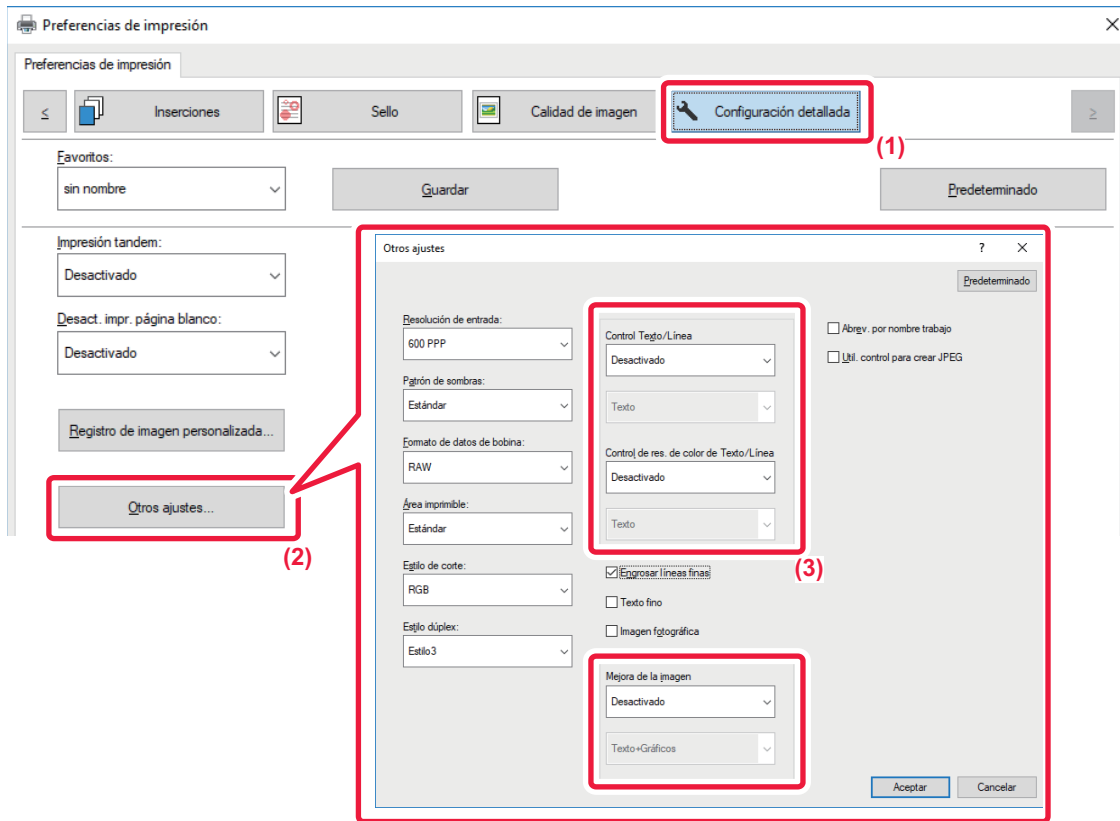 Preferencias de impresión
Preferencias de impresión
≤
Inserciones
Sello
Calidad de imagen
Configuración detallada
≥
(1)
Favoritos:
sin nombre
Guardar
Predeterminado
Impresión tandem:
Desactivado
Desact. impr. página blanco:
Desactivado
Registro de imagen personalizada...
Otros ajustes...
(2)
Otros ajustes
?
Predeterminado
Resolución de entrada:
600 PPP
Patrón de sombras:
Estándar
Formato de datos de bobina:
RAW
Área imprimible:
Estándar
Estilo de corte:
RGB
Estilo dúplex:
Estilo3
Control Texto/Línea
Desactivado
Texto
Control de res. de color de Texto/Línea
Desactivado
Texto
(3)
Engrosar líneas finas
Texto fino
Imagen fotográfica
Mejora de la imagen
Desactivado
Texto+Gráficos
Abrev. por nombre trabajo
Util. control para crear JPEG
Aceptar
Cancelar